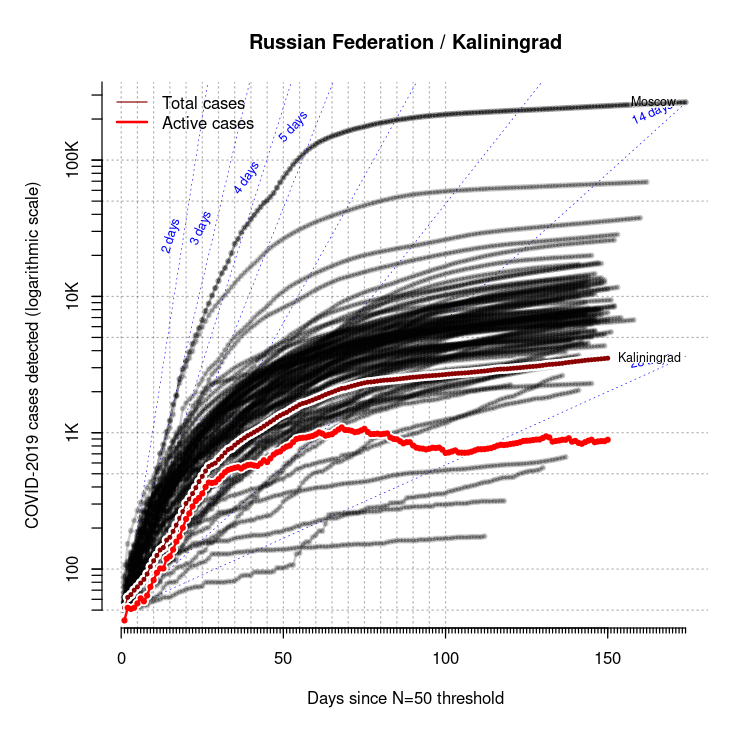 Russian Federation / Kaliningrad
Total cases
Active cases
Moscow
14 days
5 days
4 days
3 days
2 days
Kaliningrad
COVID-2019 cases detected (logarithmic scale)
100K
10K
1K
100
0 50 100 150
Days since N=50 threshold